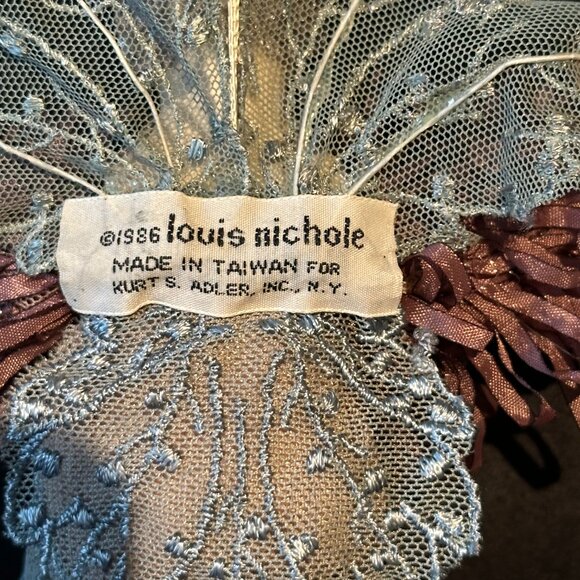 ©1986 louis nichole
MADE IN TAIWAN FOR
KURT S. ADLER, INC., N.Y.